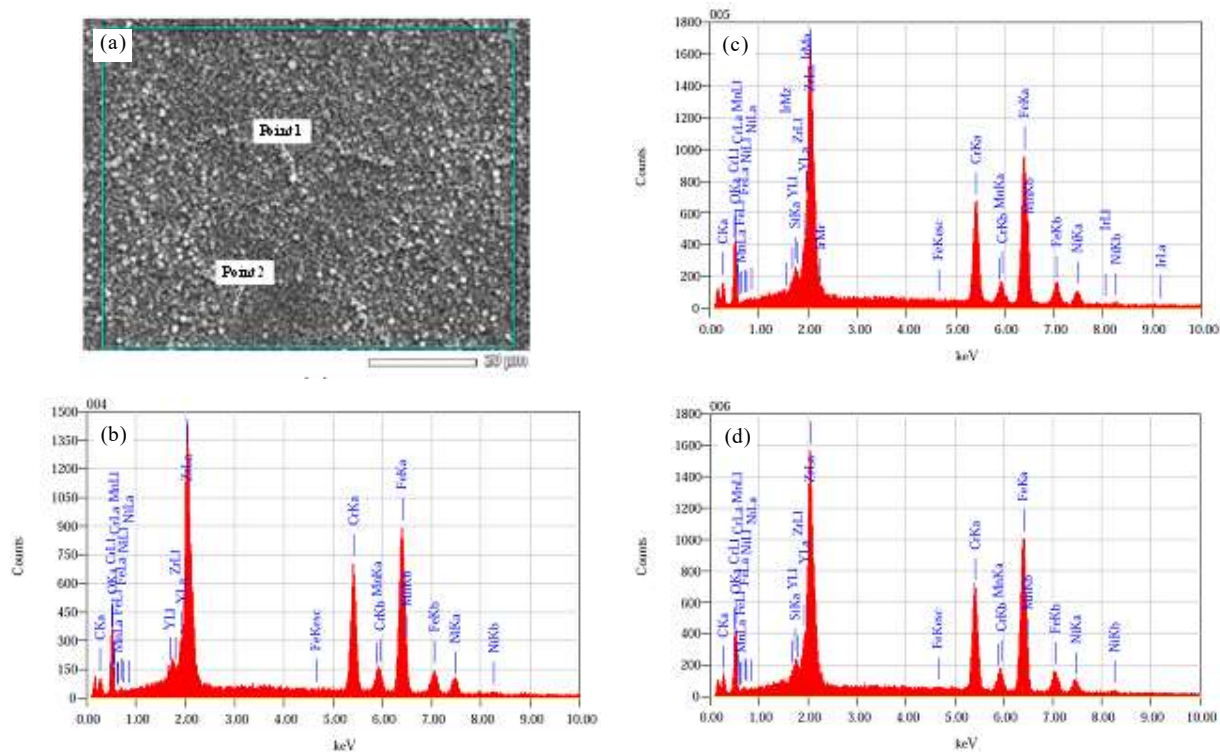 (a)
Point 1
Point 2
(c)
005
1800
1600
1400
1200
1000
800
600
400
200
0
Counts
CKa
OKa CrLl CrLa MnLl
MnLa FeLl FeLa NiLl NiLa
IrMz
SiKa YLl ZrLl
YLa
ZrLa
IrMa
IrMr
FeKesc
CrKa
CrKb MnKa
FeKa
MnKb
FeKb
NiKa
IrLl
NiKb
IrLa
0.00 1.00 2.00 3.00 4.00 5.00 6.00 7.00 8.00 9.00 10.00
keV
(b)
004
1500
1350
1200
1050
900
750
600
450
300
150
0
Counts
CKa
OKa CrLl CrLa MnLl
MnLa FeLl FeLa NiLl NiLa
YLl ZrLl
YLa
ZrLa
FeKesc
CrKa
CrKb MnKa
FeKa
MnKb
FeKb
NiKa
NiKb
0.00 1.00 2.00 3.00 4.00 5.00 6.00 7.00 8.00 9.00 10.00
keV
(d)
006
1800
1600
1400
1200
1000
800
600
400
200
0
Counts
CKa
OKa CrLl CrLa MnLl
MnLa FeLl FeLa NiLl NiLa
SiKa YLl ZrLl
YLa
ZrLa
FeKesc
CrKa
CrKb MnKa
FeKa
MnKb
FeKb
NiKa
NiKb
0.00 1.00 2.00 3.00 4.00 5.00 6.00 7.00 8.00 9.00 10.00
keV